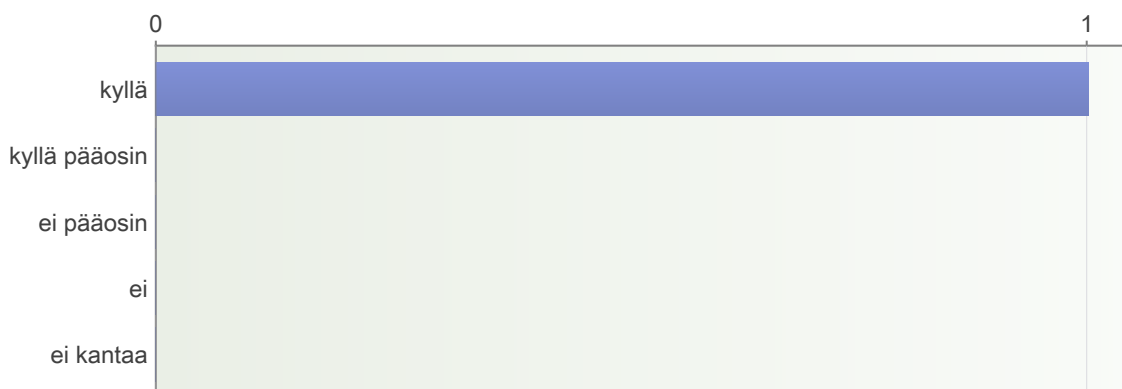 0 1
kyllä
kyllä pääosin
ei pääosin
ei
ei kantaa